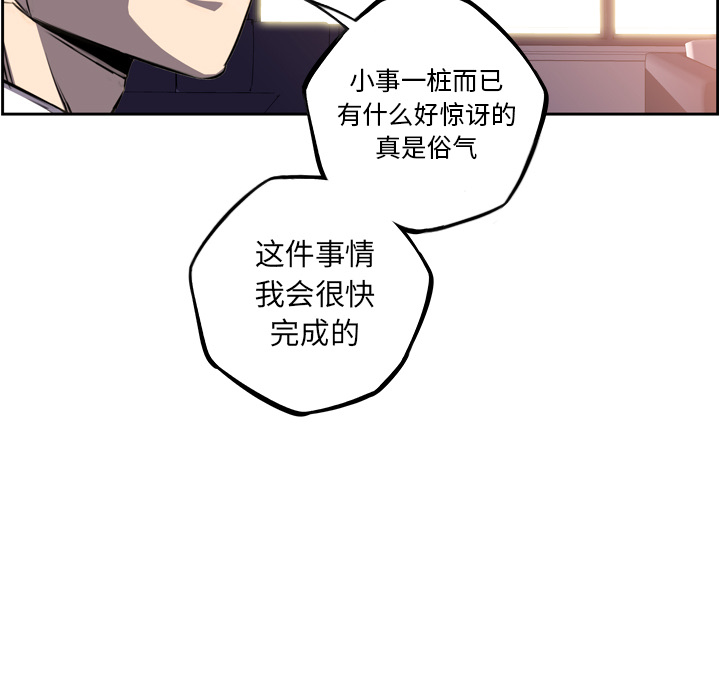 小事一桩而已
有什么好惊讶的
真是俗气
这件事情
我会很快
完成的